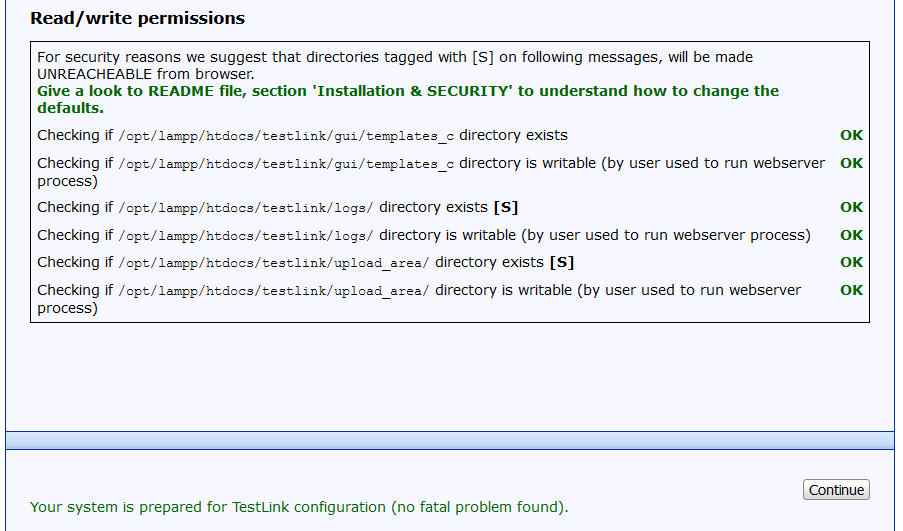 Read/write permissions
For security reasons we suggest that directories tagged with [S] on following messages, will be made
UNREACHEABLE from browser.
Give a look to README file, section 'Installation & SECURITY' to understand how to change the
defaults.
Checking if /opt/lampp/htdocs/testlink/gui/templates_c directory exists OK
Checking if /opt/lampp/htdocs/testlink/gui/templates_c directory is writable (by user used to run webserver OK
process)
Checking if /opt/lampp/htdocs/testlink/logs/ directory exists [S] OK
Checking if /opt/lampp/htdocs/testlink/logs/ directory is writable (by user used to run webserver process) OK
Checking if /opt/lampp/htdocs/testlink/upload_area/ directory exists [S] OK
Checking if /opt/lampp/htdocs/testlink/upload_area/ directory is writable (by user used to run webserver OK
process)
Continue
Your system is prepared for TestLink configuration (no fatal problem found).